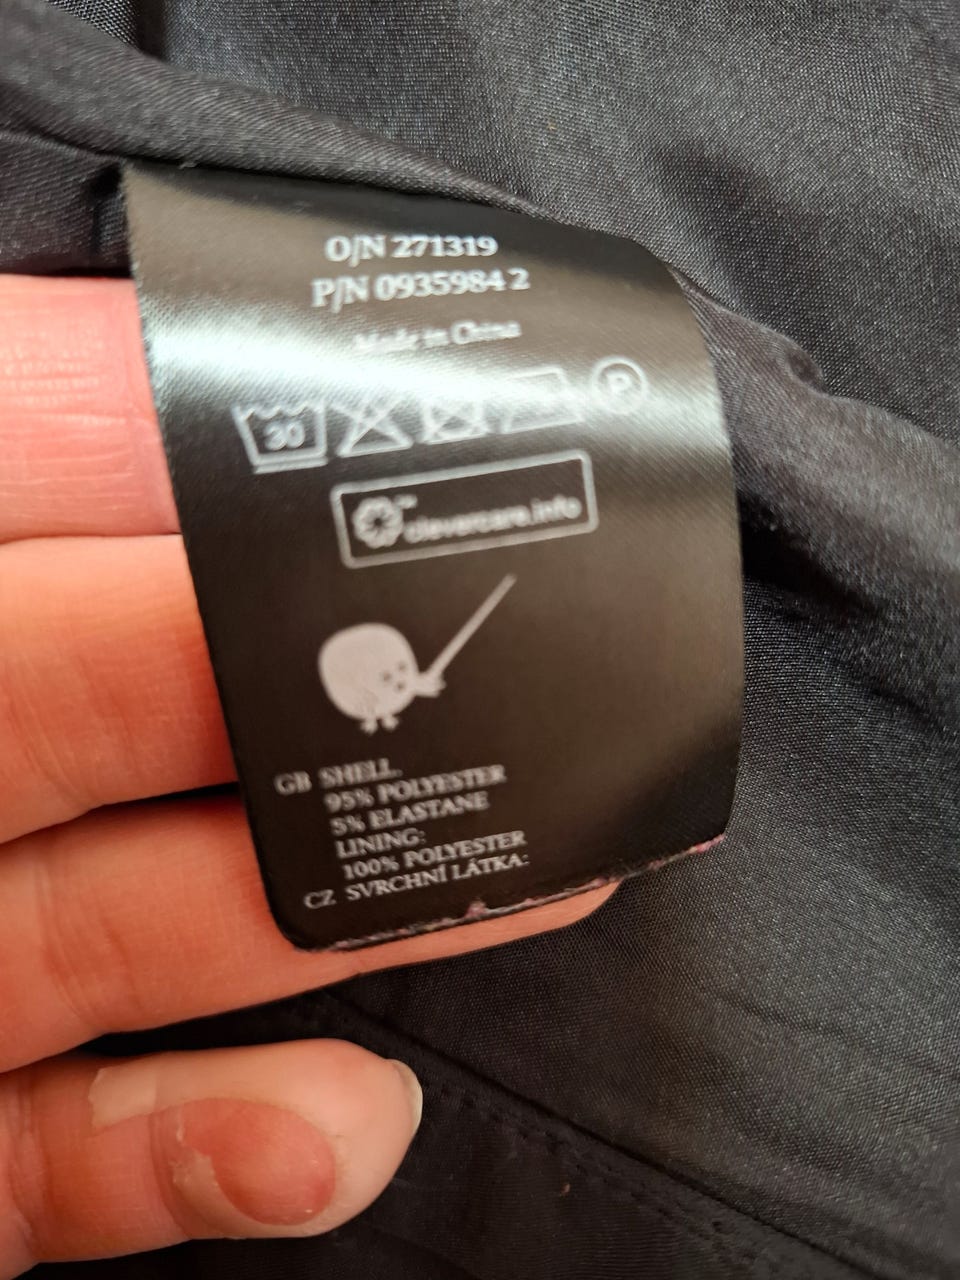 O/N 271319
P/N 0935984 2
Made in China
30 P
clevercare.info
GB SHELL:
95% POLYESTER
5% ELASTANE
LINING:
100% POLYESTER
CZ SVRCHNÍ LÁTKA: